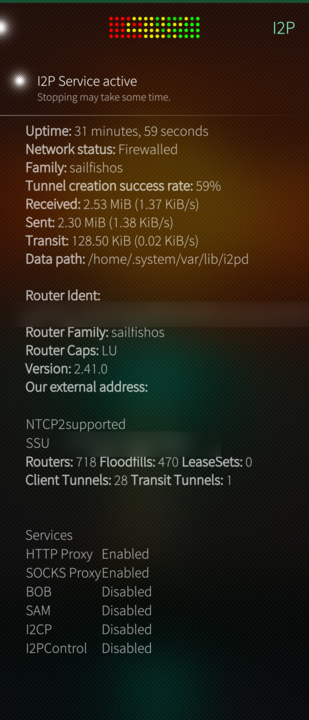 I2P
I2P Service active
Stopping may take some time.
Uptime: 31 minutes, 59 seconds
Network status: Firewalled
Family: sailfishos
Tunnel creation success rate: 59%
Received: 2.53 MiB (1.37 KiB/s)
Sent: 2.30 MiB (1.38 KiB/s)
Transit: 128.50 KiB (0.02 KiB/s)
Data path: /home/.system/var/lib/i2pd
Router Ident:
Router Family: sailfishos
Router Caps: LU
Version: 2.41.0
Our external address:
NTCP2supported
SSU
Routers: 718 Floodfills: 470 LeaseSets: 0
Client Tunnels: 28 Transit Tunnels: 1
Services
HTTP Proxy Enabled
SOCKS ProxyEnabled
BOB Disabled
SAM Disabled
I2CP Disabled
I2PControl Disabled